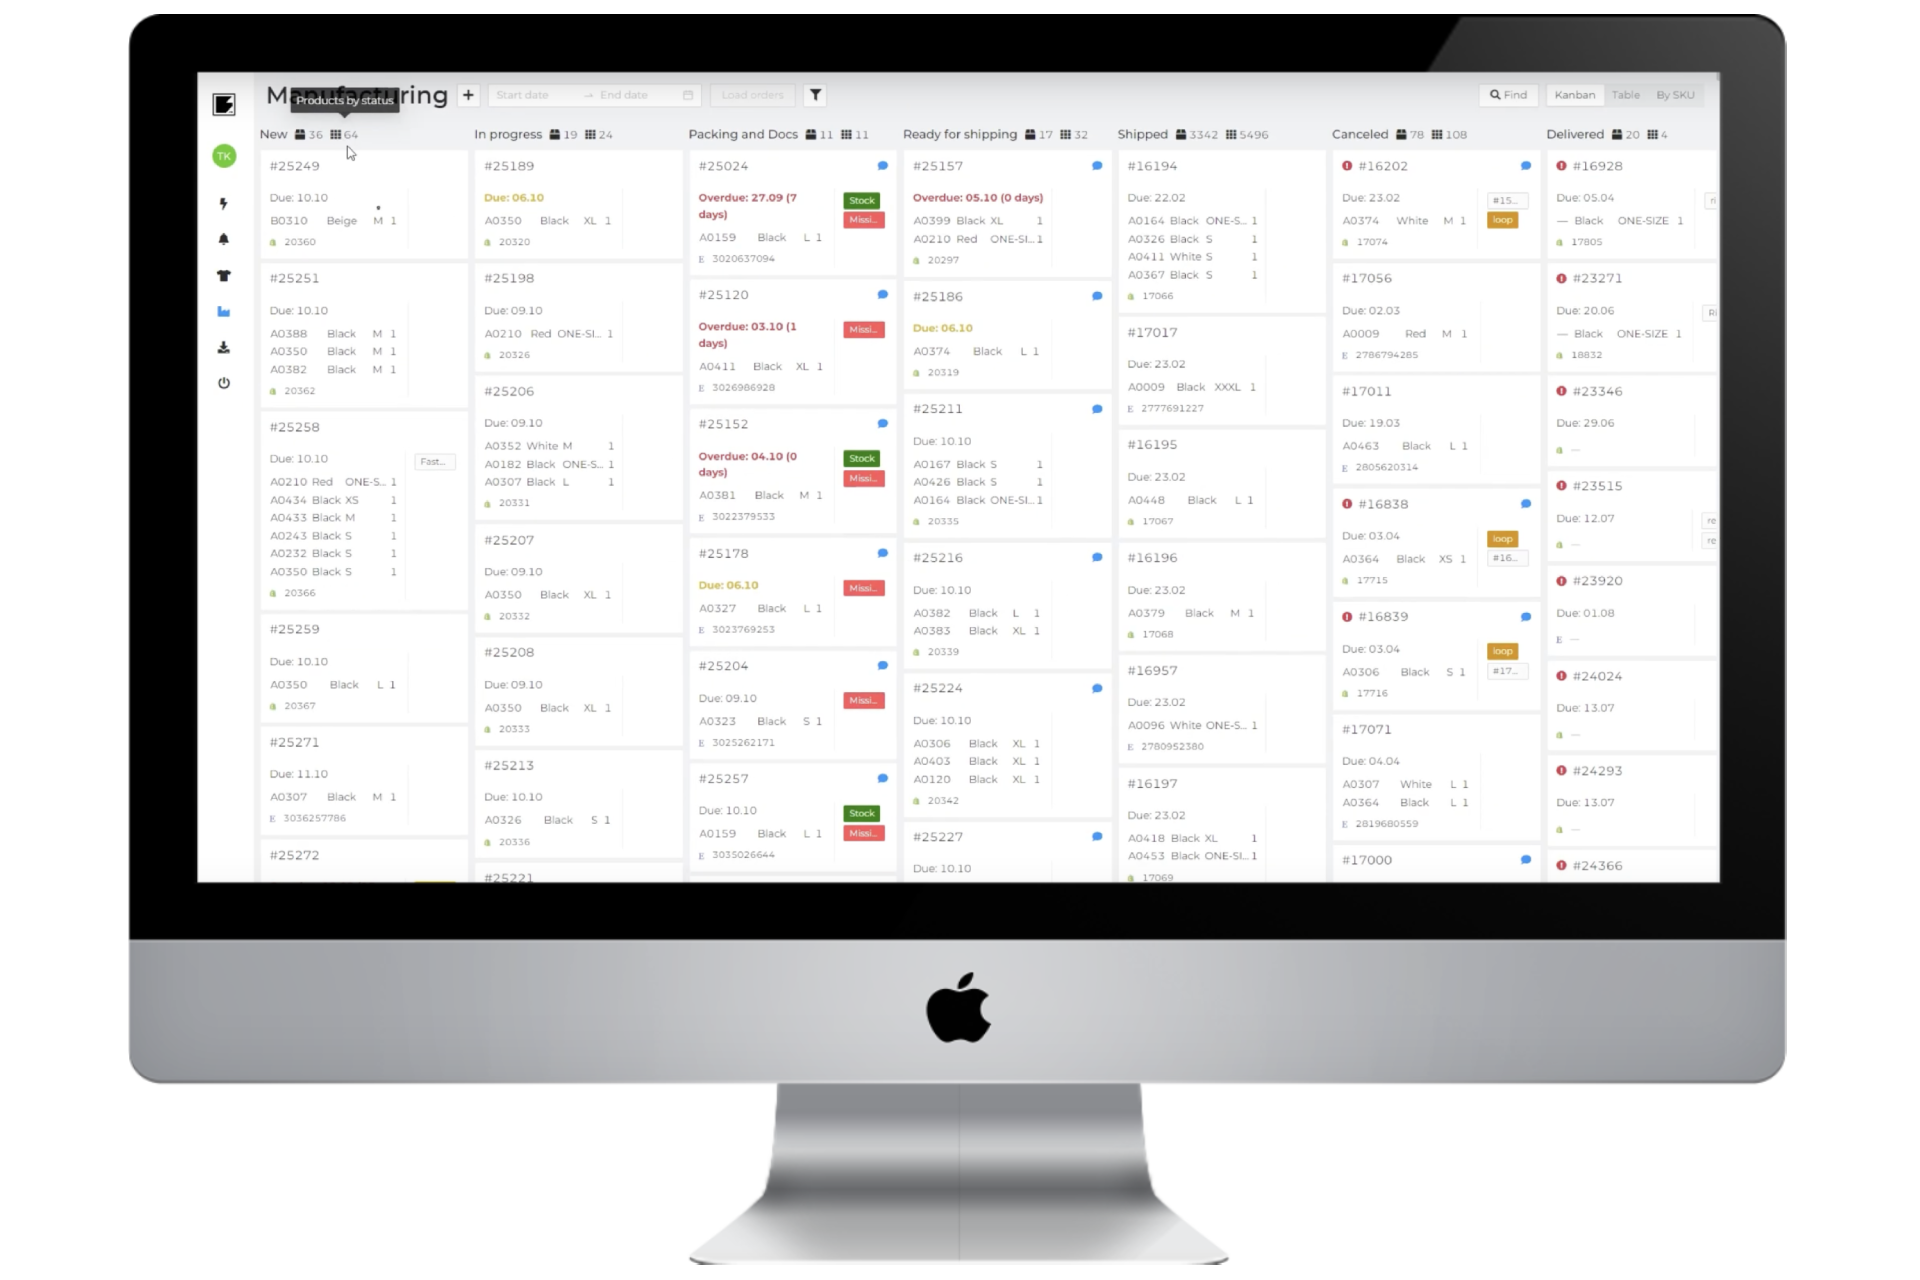 Manufacturing
Products by status
+
Start date → End date
Load orders
Find
Kanban
Table
By SKU
TK
New 36 64
#25249
Due: 10.10
B0310 Beige M 1
20360
#25251
Due: 10.10
A0388 Black M 1
A0350 Black M 1
A0382 Black M 1
20362
#25258
Due: 10.10
Fast...
A0210 Red ONE-S... 1
A0434 Black XS 1
A0433 Black M 1
A0243 Black S 1
A0232 Black S 1
A0350 Black S 1
20366
#25259
Due: 10.10
A0350 Black L 1
20367
#25271
Due: 11.10
A0307 Black M 1
E 3036257786
#25272
In progress 19 24
#25189
Due: 06.10
A0350 Black XL 1
20320
#25198
Due: 09.10
A0210 Red ONE-SI... 1
20326
#25206
Due: 09.10
A0352 White M 1
A0182 Black ONE-S... 1
A0307 Black L 1
20331
#25207
Due: 09.10
A0350 Black XL 1
20332
#25208
Due: 09.10
A0350 Black XL 1
20333
#25213
Due: 10.10
A0326 Black S 1
20336
#25221
Packing and Docs 11 11
#25024
Overdue: 27.09 (7
days)
Stock
Missi...
A0159 Black L 1
E 3020637094
#25120
Overdue: 03.10 (1
days)
Missi...
A0411 Black XL 1
E 3026986928
#25152
Overdue: 04.10 (0
days)
Stock
Missi...
A0381 Black M 1
E 3022379533
#25178
Due: 06.10
Missi...
A0327 Black L 1
E 3023769253
#25204
Due: 09.10
Missi...
A0323 Black S 1
E 3025262171
#25257
Due: 10.10
Stock
Missi...
A0159 Black L 1
E 3035026644
Ready for shipping 17 32
#25157
Overdue: 05.10 (0 days)
A0399 Black XL 1
A0210 Red ONE-SI... 1
20297
#25186
Due: 06.10
A0374 Black L 1
20319
#25211
Due: 10.10
A0167 Black S 1
A0426 Black S 1
A0164 Black ONE-SI... 1
20335
#25216
Due: 10.10
A0382 Black L 1
A0383 Black XL 1
20339
#25224
Due: 10.10
A0306 Black XL 1
A0403 Black XL 1
A0120 Black XL 1
20342
#25227
Due: 10.10
Shipped 3342 5496
#16194
Due: 22.02
A0164 Black ONE-S... 1
A0326 Black S 1
A0411 White S 1
A0367 Black S 1
17066
#17017
Due: 23.02
A0009 Black XXXL 1
E 2777691227
#16195
Due: 23.02
A0448 Black L 1
17067
#16196
Due: 23.02
A0379 Black M 1
17068
#16957
Due: 23.02
A0096 White ONE-S... 1
E 2780952380
#16197
Due: 23.02
A0418 Black XL 1
A0453 Black ONE-SI... 1
17069
Canceled 78 108
#16202
Due: 23.02
#15...
loop
A0374 White M 1
17074
#17056
Due: 02.03
A0009 Red M 1
E 2786794285
#17011
Due: 19.03
A0463 Black L 1
E 2805620314
#16838
Due: 03.04
loop
#16...
A0364 Black XS 1
17715
#16839
Due: 03.04
loop
#17...
A0306 Black S 1
17716
#17071
Due: 04.04
A0307 White L 1
A0364 Black L 1
E 2819680559
#17000
Delivered 20 4
#16928
Due: 05.04
— Black ONE-SIZE 1
17805
#23271
Due: 20.06
Ri
— Black ONE-SIZE 1
18832
#23346
Due: 29.06
—
#23515
Due: 12.07
re
re
—
#23920
Due: 01.08
E —
#24024
Due: 13.07
—
#24293
Due: 13.07
—
#24366